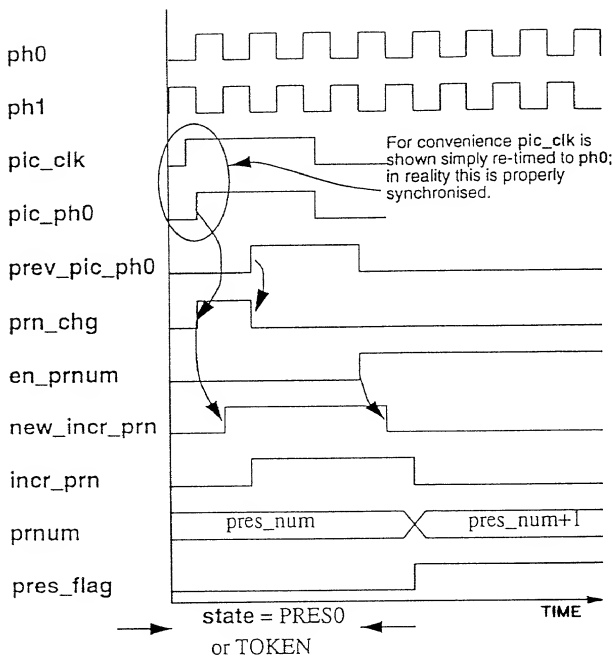 ph0
ph1
pic_clk
For convenience pic_clk is
shown simply re-timed to ph0;
in reality this is properly
synchronised.
pic_ph0
prev_pic_ph0
prn_chg
en_prnum
new_incr_prn
incr_prn
prnum
pres_num
pres_num+1
pres_flag
state = PRES0
or TOKEN
TIME